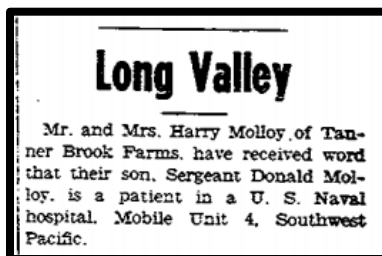 Long Valley
Mr. and Mrs. Harry Molloy of Tan-
ner Brook Farms. have received word
that their son, Sergeant Donald Mol-
loy, is a patient in a U. S. Naval
hospital. Mobile Unit 4, Southwest
Pacific.